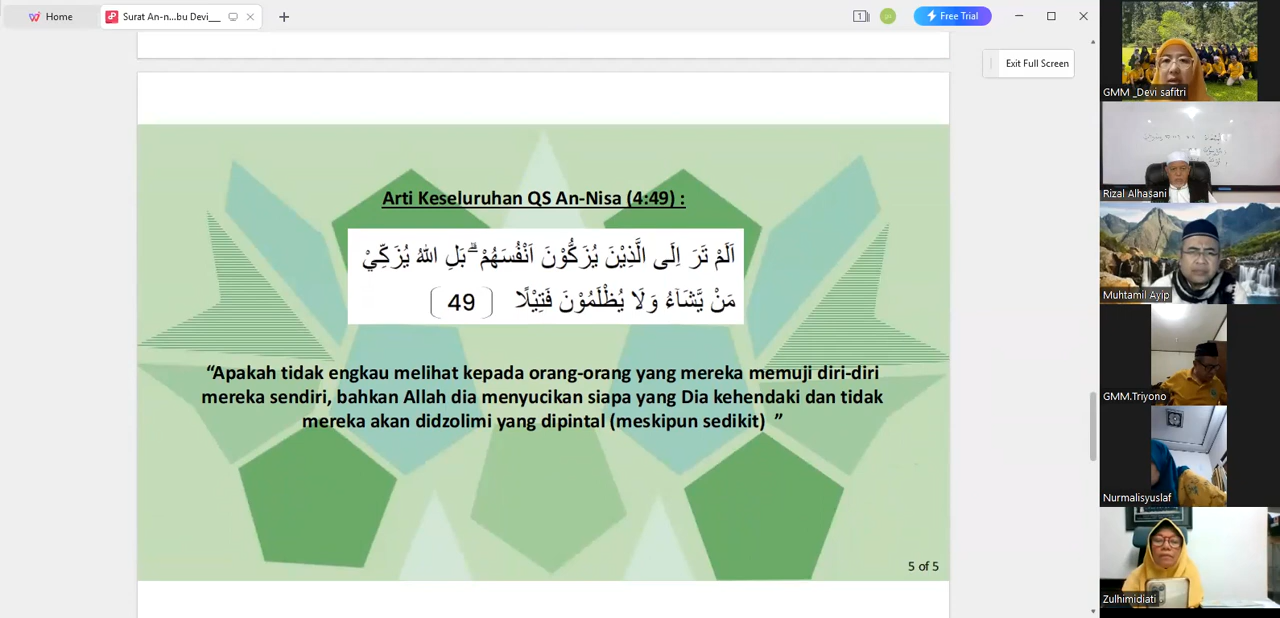 Home
Surat An-n...bu Devi__
1
Free Trial
Exit Full Screen
Arti Keseluruhan QS An-Nisa (4:49) :
اَلَمْ تَرَ اِلَى الَّذِيْنَ يُزَكُّوْنَ اَنْفُسَهُمْ ۗ بَلِ اللّٰهُ يُزَكِّيْ
مَنْ يَّشَاۤءُ وَلَا يُظْلَمُوْنَ فَتِيْلًا 49
“Apakah tidak engkau melihat kepada orang-orang yang mereka memuji diri-diri
mereka sendiri, bahkan Allah dia menyucikan siapa yang Dia kehendaki dan tidak
mereka akan didzolimi yang dipintal (meskipun sedikit) ”
5 of 5
GMM _Devi safitri
Rizal Alhasani
Muhtamil Ayip
GMM.Triyono
Nurmalisyuslaf
Zulhimidiati